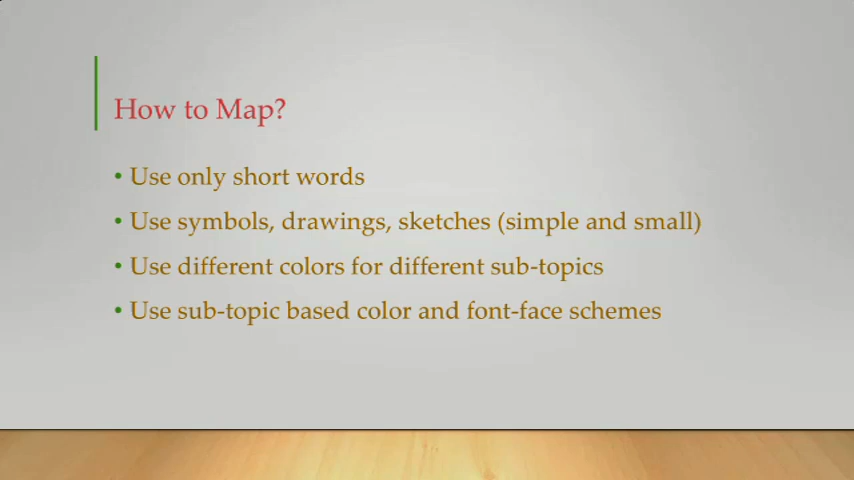 How to Map?
• Use only short words
• Use symbols, drawings, sketches (simple and small)
• Use different colors for different sub-topics
• Use sub-topic based color and font-face schemes